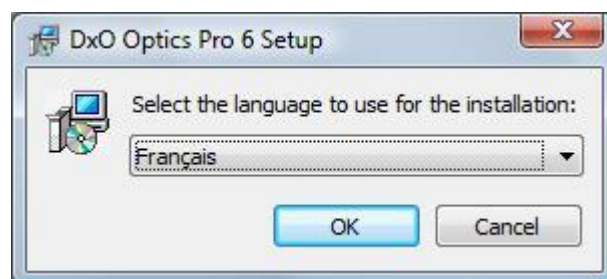 DxO Optics Pro 6 Setup
Select the language to use for the installation:
Français
OK
Cancel